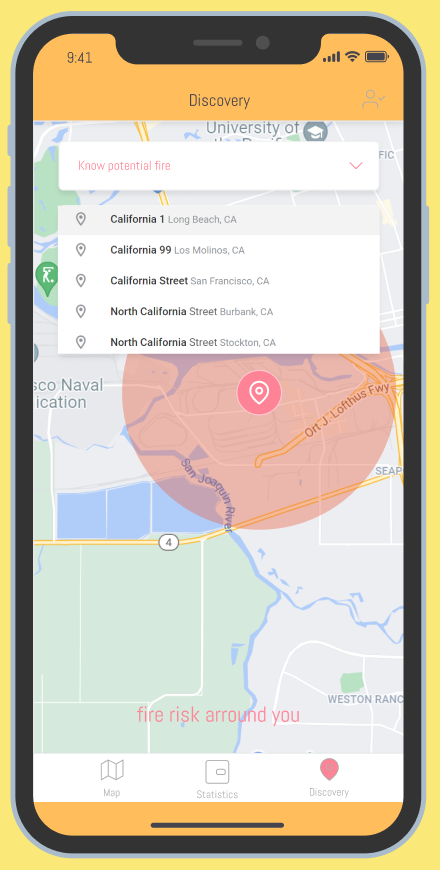 9:41
Discovery
University of
the Pacific
FIC
Know potential fire
California 1 Long Beach, CA
California 99 Los Molinos, CA
California Street San Francisco, CA
North California Street Burbank, CA
North California Street Stockton, CA
sco Naval
ication
Ort J. Lofthus Fwy
San Joaquin River
SEAP
4
WESTON RANC
fire risk arround you
Map
Statistics
Discovery